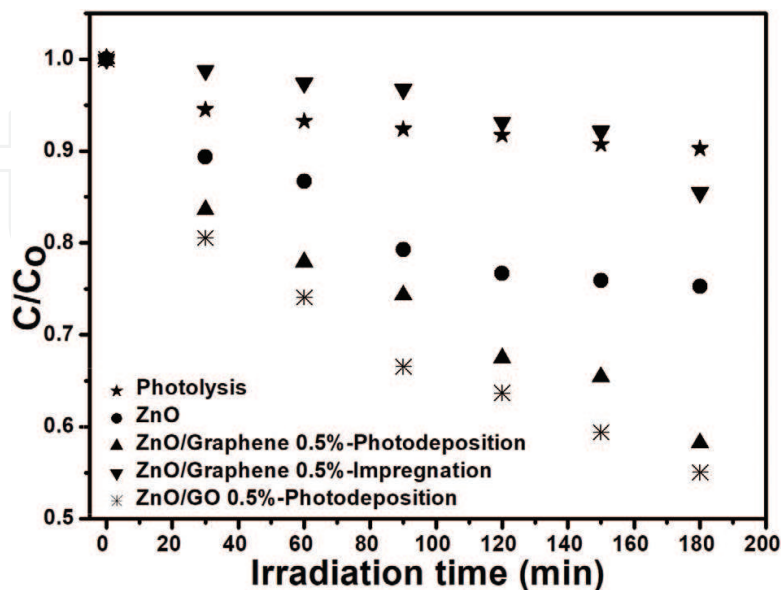 C/Co
1.0
0.9
0.8
0.7
0.6
0.5
Photolysis
ZnO
ZnO/Graphene 0.5%-Photodeposition
ZnO/Graphene 0.5%-Impregnation
ZnO/GO 0.5%-Photodeposition
0 20 40 60 80 100 120 140 160 180 200
Irradiation time (min)